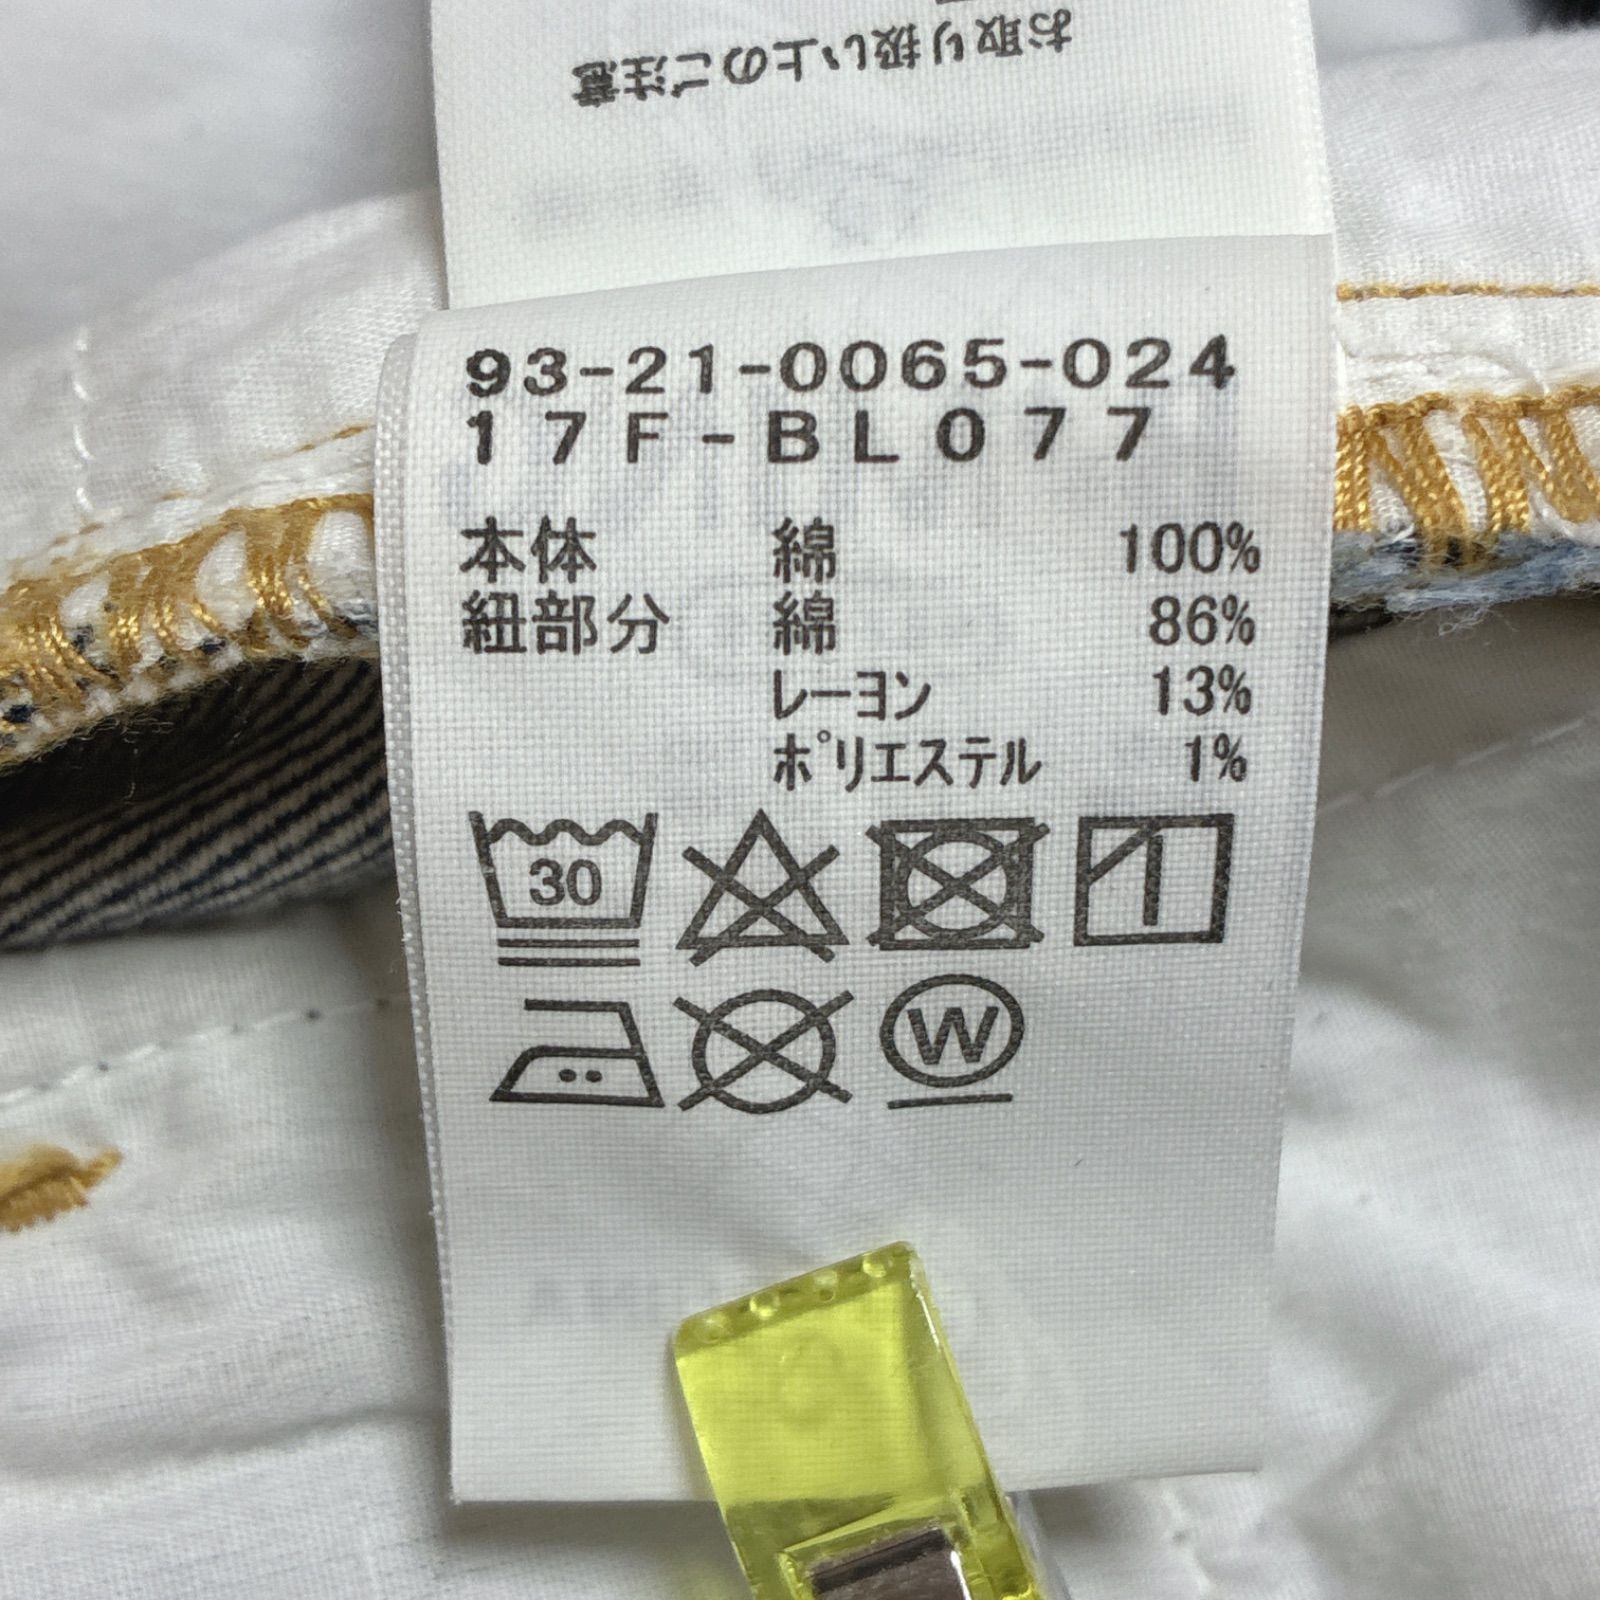 お取り扱い上のご注意
93-21-0065-024
17F-BL077
本体 綿 100%
紐部分 綿 86%
レーヨン 13%
ポリエステル 1%
30
W